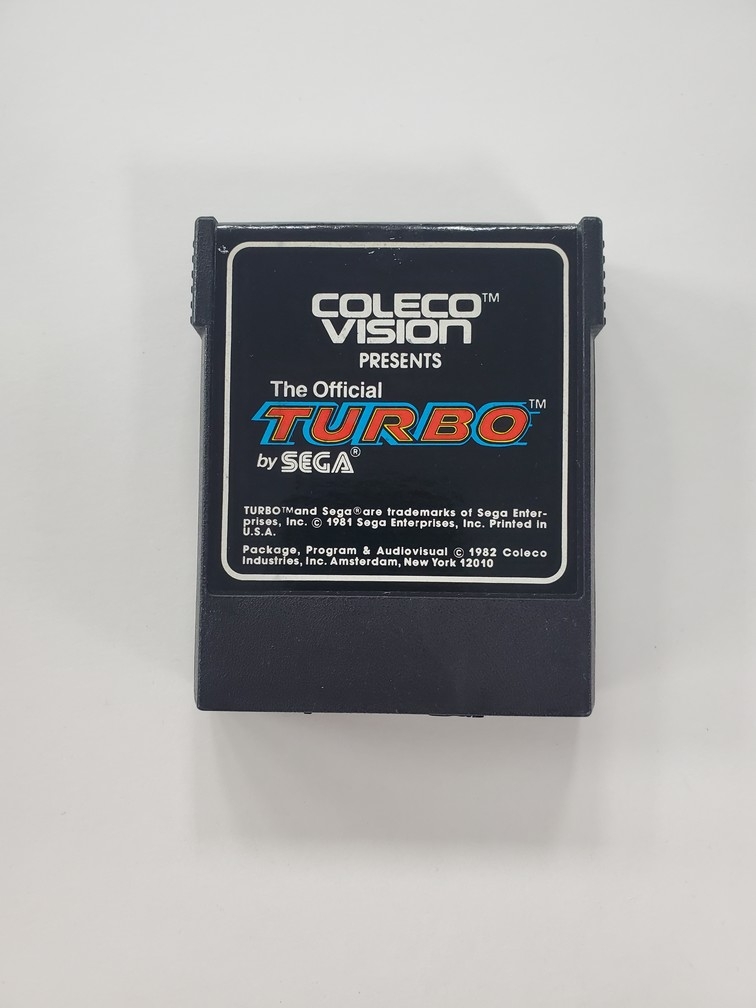 COLECO™
VISION
PRESENTS
The Official
TURBO™
by SEGA®
TURBO™and Sega®are trademarks of Sega Enter-
prises, Inc. © 1981 Sega Enterprises, Inc. Printed in
U.S.A.
Package, Program & Audiovisual © 1982 Coleco
Industries, Inc. Amsterdam, New York 12010